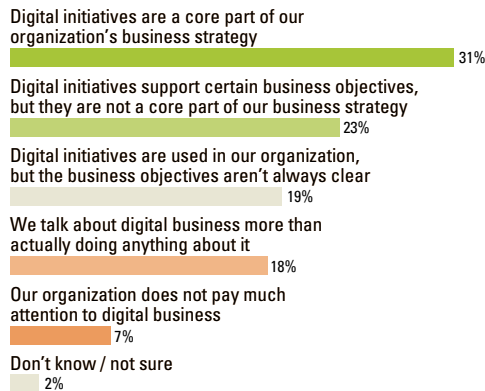 Digital initiatives are a core part of our
organization’s business strategy
31%
Digital initiatives support certain business objectives,
but they are not a core part of our business strategy
23%
Digital initiatives are used in our organization,
but the business objectives aren’t always clear
19%
We talk about digital business more than
actually doing anything about it
18%
Our organization does not pay much
attention to digital business
7%
Don’t know / not sure
2%